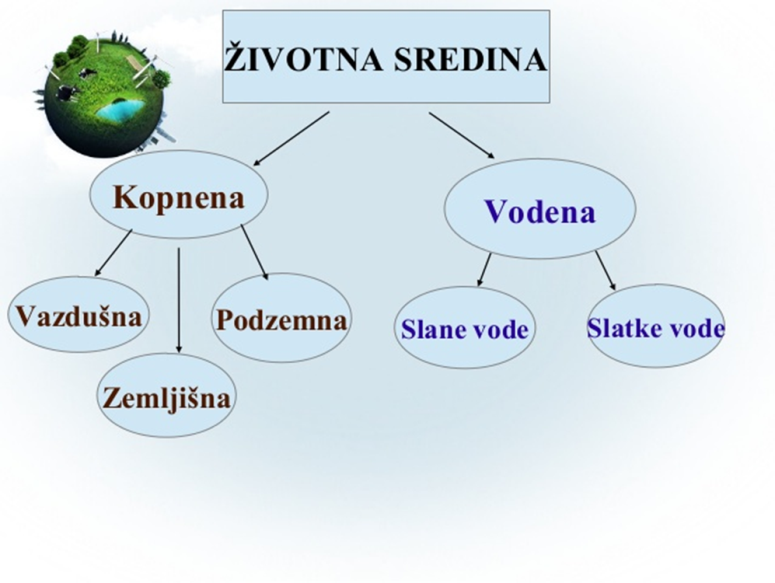 ŽIVOTNA SREDINA
Kopnena
Vodena
Vazdušna
Podzemna
Zemljišna
Slane vode
Slatke vode